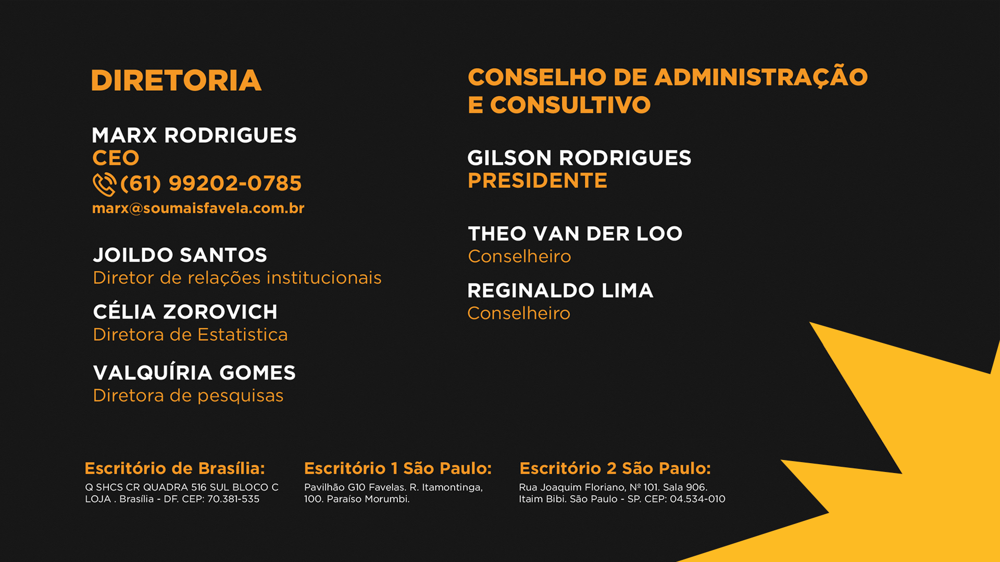 DIRETORIA
MARX RODRIGUES
CEO
(61) 99202-0785
marx@soumaisfavela.com.br
JOILDO SANTOS
Diretor de relações institucionais
CÉLIA ZOROVICH
Diretora de Estatistica
VALQUÍRIA GOMES
Diretora de pesquisas
CONSELHO DE ADMINISTRAÇÃO
E CONSULTIVO
GILSON RODRIGUES
PRESIDENTE
THEO VAN DER LOO
Conselheiro
REGINALDO LIMA
Conselheiro
Escritório de Brasília:
Q SHCS CR QUADRA 516 SUL BLOCO C
LOJA . Brasília - DF. CEP: 70.381-535
Escritório 1 São Paulo:
Pavilhão G10 Favelas. R. Itamontinga,
100. Paraíso Morumbi.
Escritório 2 São Paulo:
Rua Joaquim Floriano, Nº 101. Sala 906.
Itaim Bibi. São Paulo - SP. CEP: 04.534-010